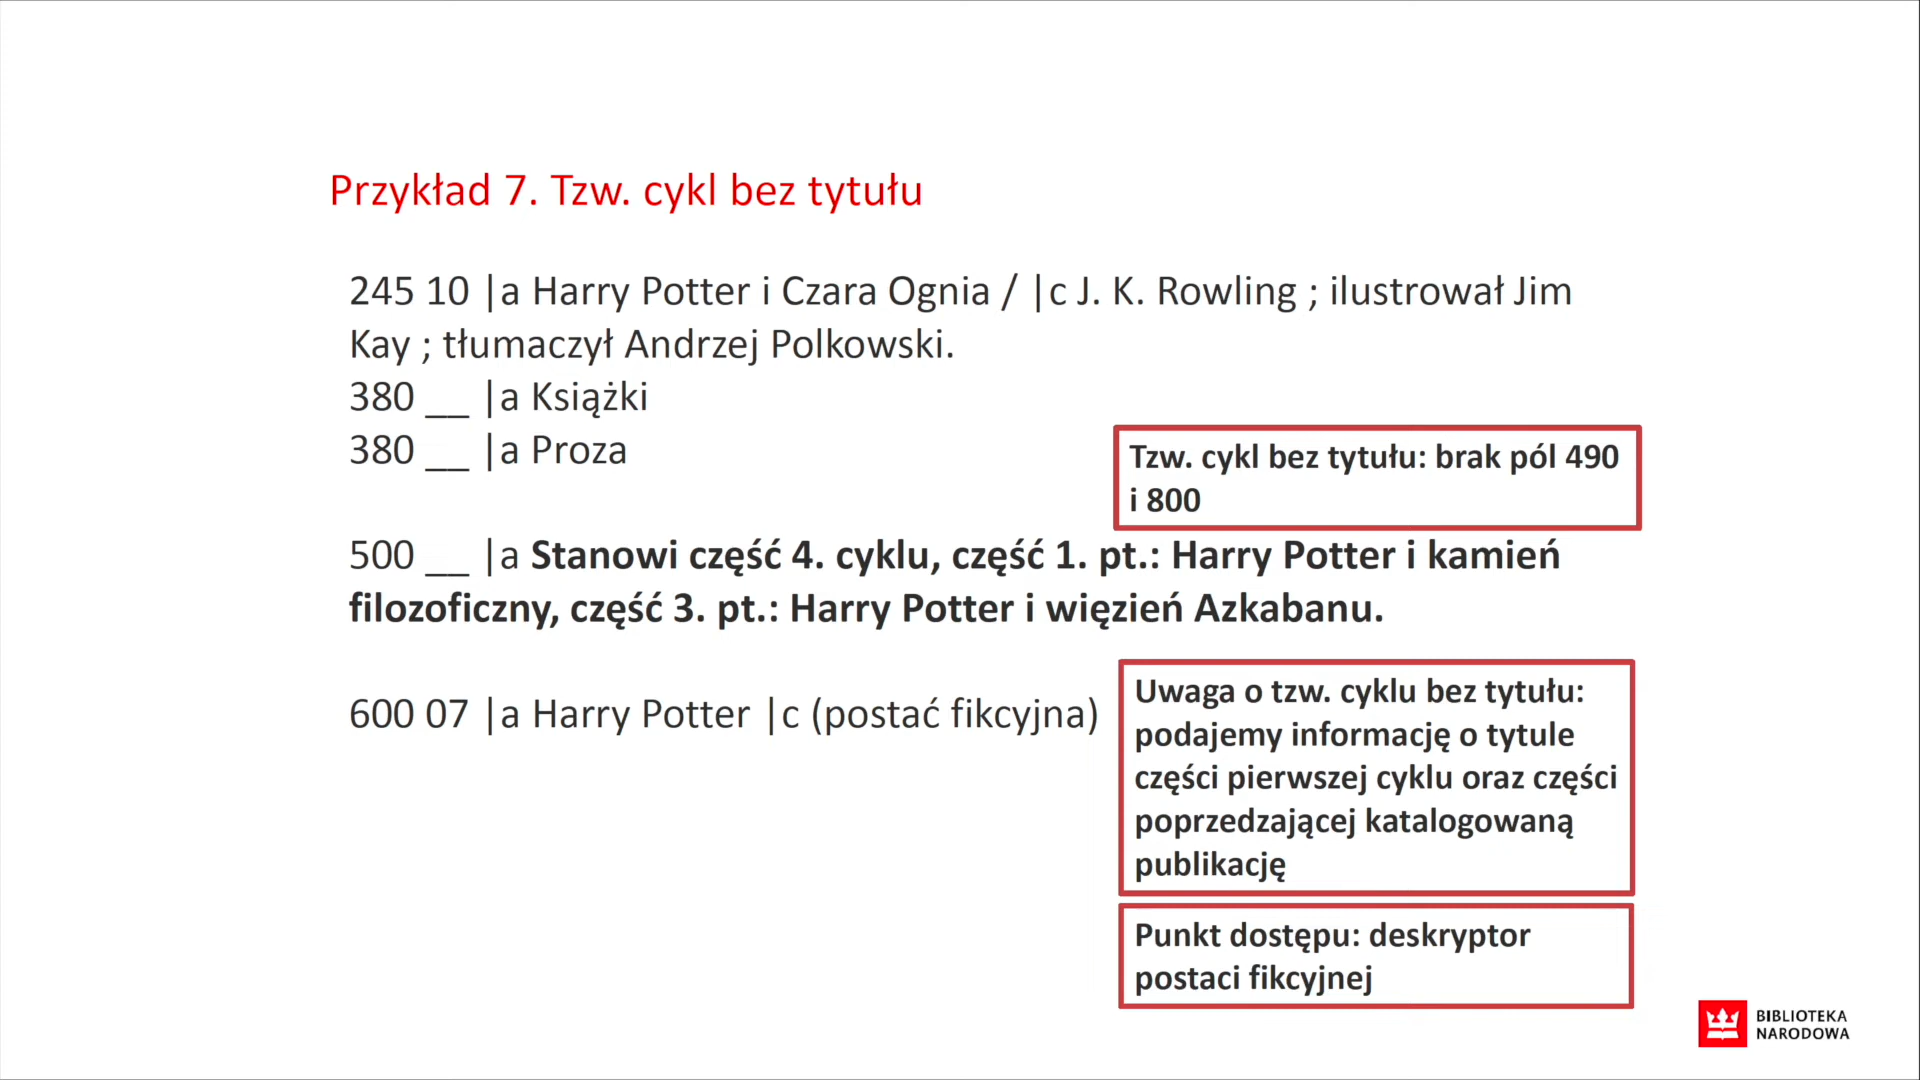 Przykład 7. Tzw. cykl bez tytułu
245 10 |a Harry Potter i Czara Ognia / |c J. K. Rowling ; ilustrował Jim
Kay ; tłumaczył Andrzej Polkowski.
380 __ |a Książki
380 __ |a Proza
Tzw. cykl bez tytułu: brak pól 490
i 800
500 __ |a Stanowi część 4. cyklu, część 1. pt.: Harry Potter i kamień
filozoficzny, część 3. pt.: Harry Potter i więzień Azkabanu.
600 07 |a Harry Potter |c (postać fikcyjna)
Uwaga o tzw. cyklu bez tytułu:
podajemy informację o tytule
części pierwszej cyklu oraz części
poprzedzającej katalogowaną
publikację
Punkt dostępu: deskryptor
postaci fikcyjnej
BIBLIOTEKA
NARODOWA